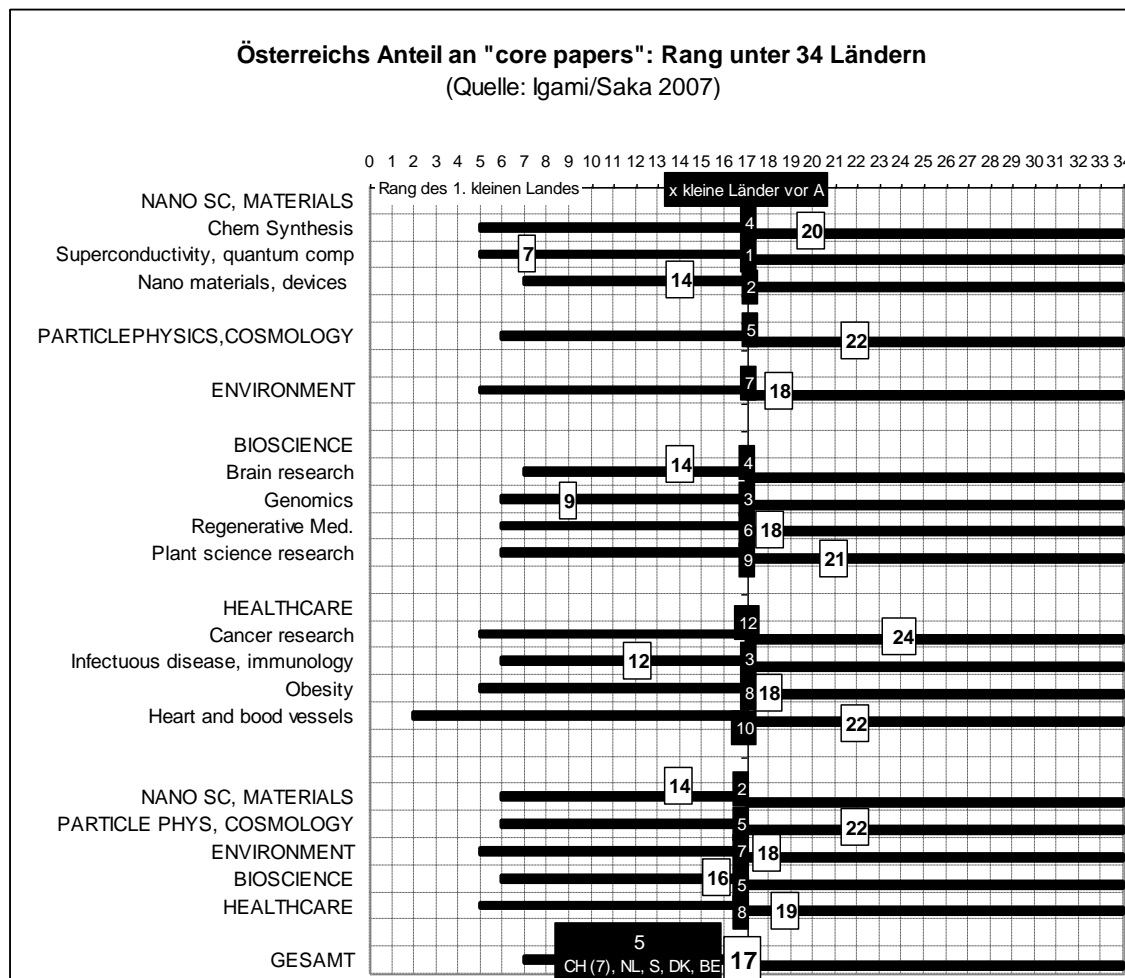 Österreichs Anteil an "core papers": Rang unter 34 Ländern
(Quelle: Igami/Saka 2007)
0 1 2 3 4 5 6 7 8 9 10 11 12 13 14 15 16 17 18 19 20 21 22 23 24 25 26 27 28 29 30 31 32 33 34
Rang des 1. kleinen Landes x kleine Länder vor A
NANO SC, MATERIALS
Chem Synthesis 4 20
Superconductivity, quantum comp 7 1
Nano materials, devices 14 2
PARTICLEPHYSICS,COSMOLOGY 5 22
ENVIRONMENT 7 18
BIOSCIENCE
Brain research 14 4
Genomics 9 3
Regenerative Med. 6 18
Plant science research 9 21
HEALTHCARE
Cancer research 12 24
Infectuous disease, immunology 12 3
Obesity 8 18
Heart and bood vessels 10 22
NANO SC, MATERIALS 14 2
PARTICLE PHYS, COSMOLOGY 5 22
ENVIRONMENT 7 18
BIOSCIENCE 16 5
HEALTHCARE 8 19
GESAMT 5 17
CH (7), NL, S, DK, BE,